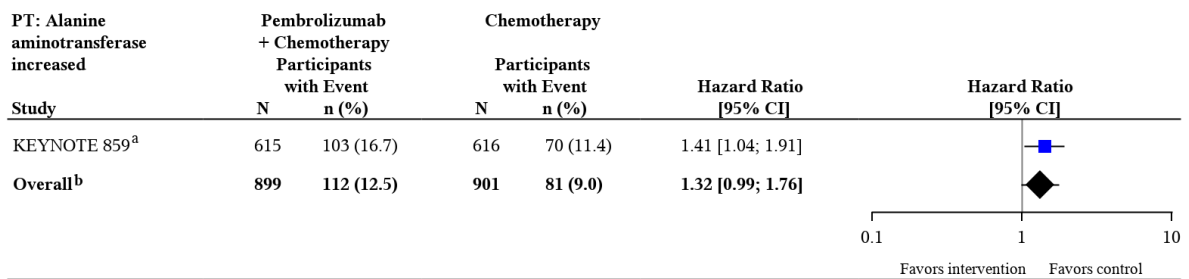 PT: Alanine Pembrolizumab Chemotherapy
aminotransferase + Chemotherapy
increased Participants Participants
with Event with Event Hazard Ratio Hazard Ratio
Study N n (%) N n (%) [95% CI] [95% CI]
KEYNOTE 859a 615 103 (16.7) 616 70 (11.4) 1.41 [1.04; 1.91]
Overallb 899 112 (12.5) 901 81 (9.0) 1.32 [0.99; 1.76]
0.1 1 10
Favors intervention Favors control